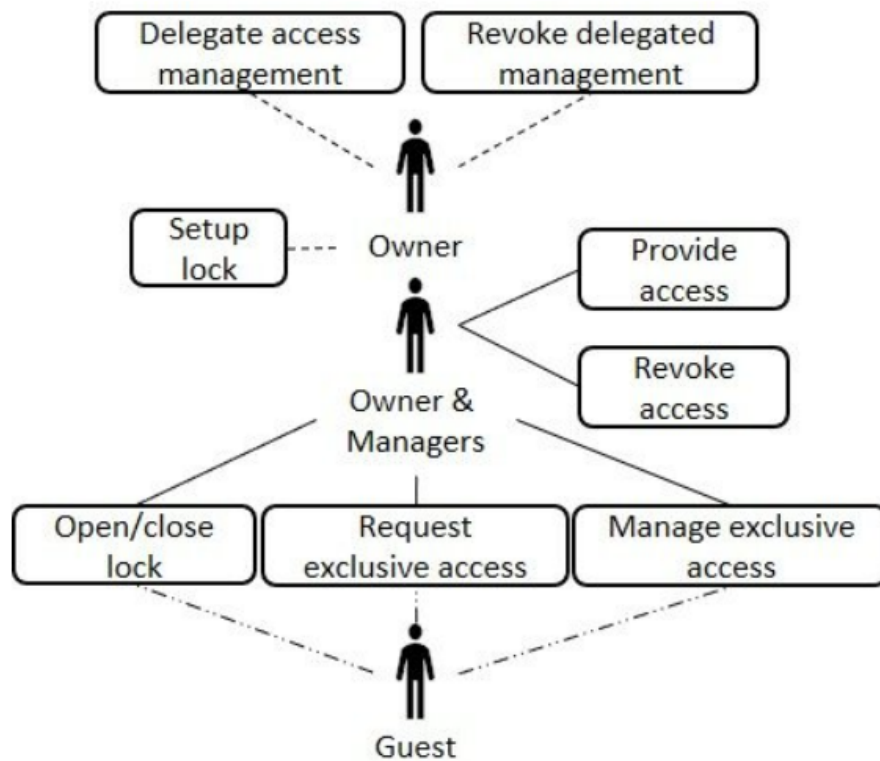 Delegate access
management
Revoke delegated
management
Setup
lock
Owner
Provide
access
Revoke
access
Owner &
Managers
Open/close
lock
Request
exclusive access
Manage exclusive
access
Guest